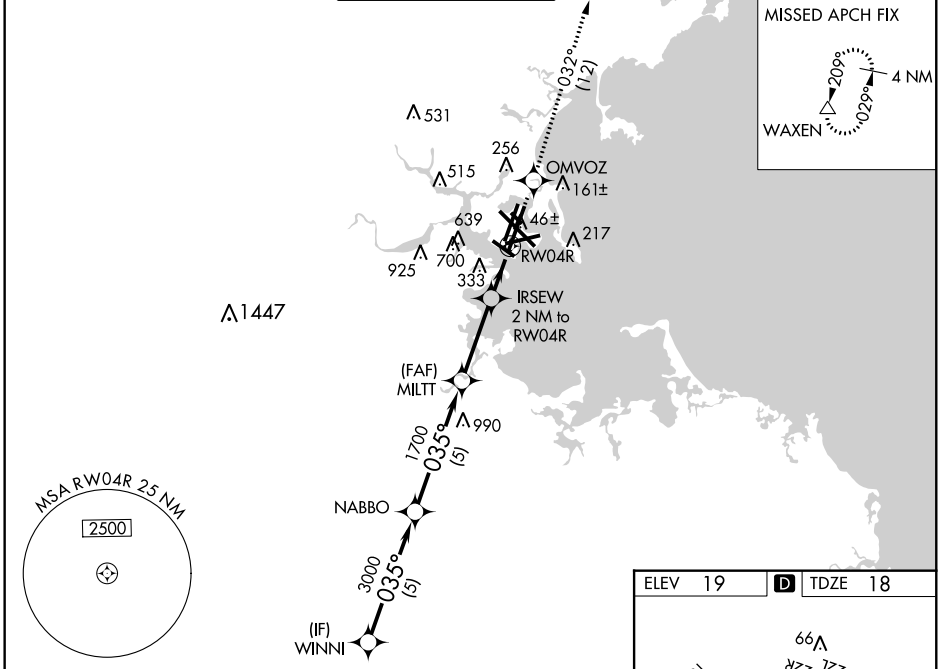 MISSED APCH FIX
209°
4 NM
029°
WAXEN
032°
(12)
531
256
515
OMVOZ
161±
46±
639
217
700
RW04R
925
333
IRSEW
2 NM to
RW04R
1447
(FAF)
MILTT
990
1700
035°
(5)
NABBO
MSA RW04R 25 NM
2500
3000
035°
(5)
(IF)
WINNI
ELEV 19
D
TDZE 18
66